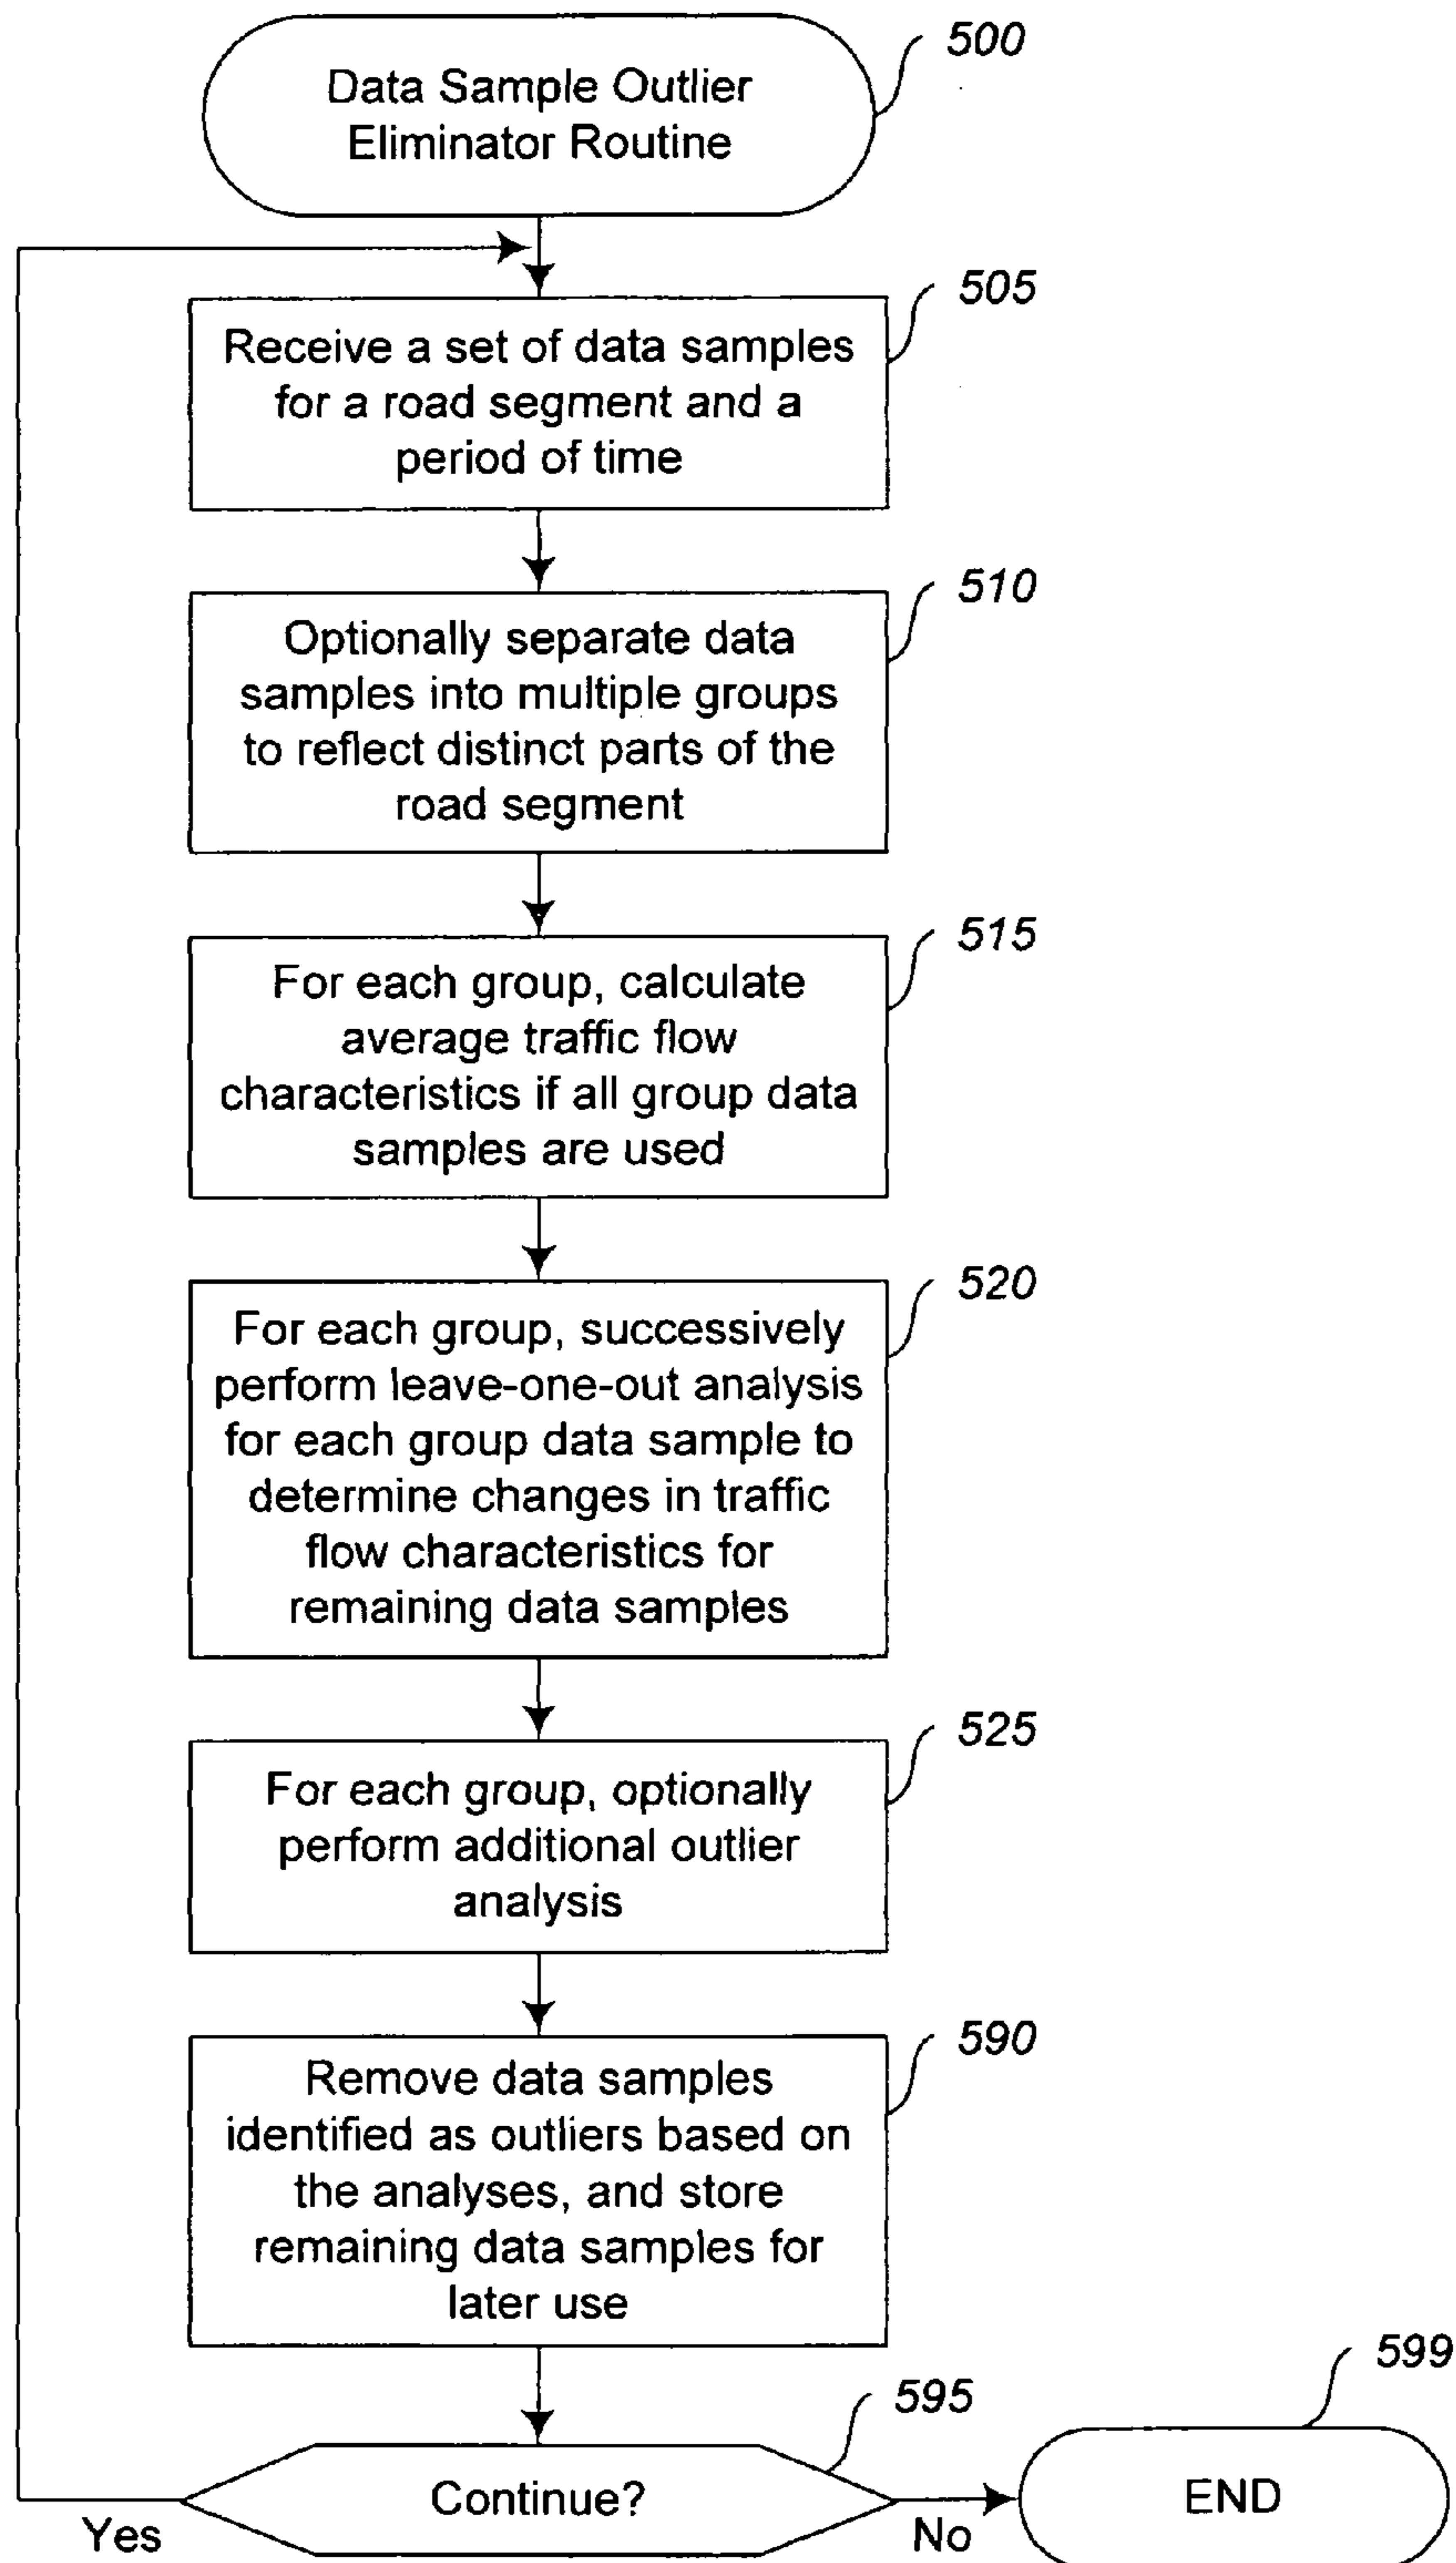 500
Data Sample Outlier
Eliminator Routine
505
Receive a set of data samples
for a road segment and a
period of time
510
Optionally separate data
samples into multiple groups
to reflect distinct parts of the
road segment
515
For each group, calculate
average traffic flow
characteristics if all group data
samples are used
520
For each group, successively
perform leave-one-out analysis
for each group data sample to
determine changes in traffic
flow characteristics for
remaining data samples
525
For each group, optionally
perform additional outlier
analysis
590
Remove data samples
identified as outliers based on
the analyses, and store
remaining data samples for
later use
595
599
Continue?
END
Yes
No